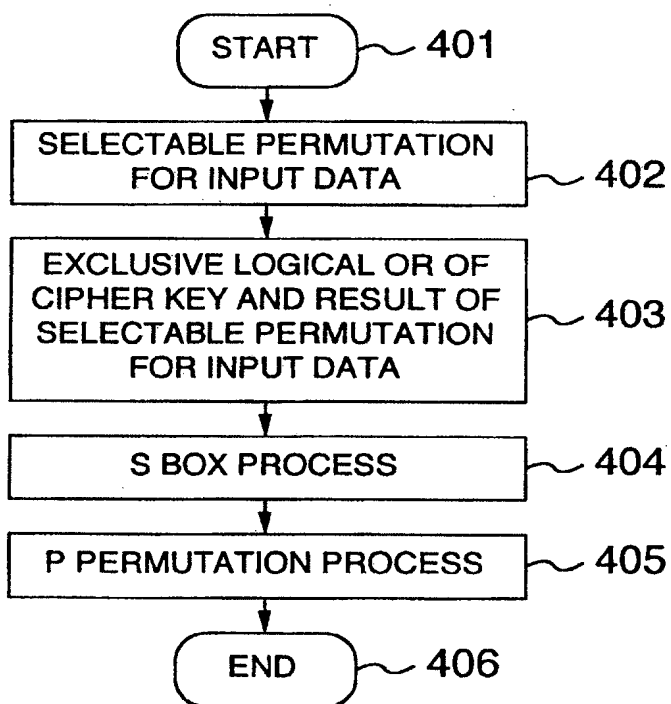 START 401
SELECTABLE PERMUTATION
FOR INPUT DATA 402
EXCLUSIVE LOGICAL OR OF
CIPHER KEY AND RESULT OF
SELECTABLE PERMUTATION
FOR INPUT DATA
403
S BOX PROCESS 404
P PERMUTATION PROCESS 405
END 406